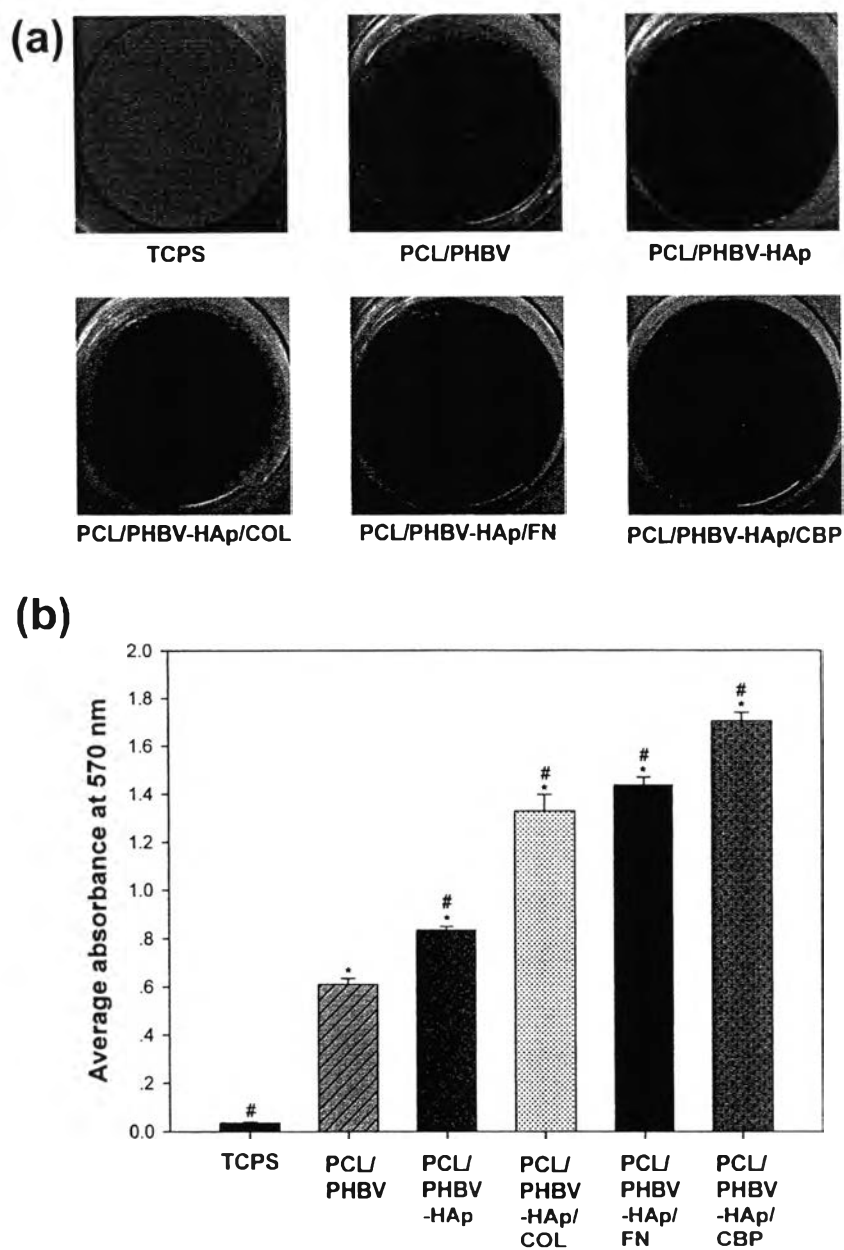 (a)
TCPS
PCL/PHBV
PCL/PHBV-HAp
PCL/PHBV-HAp/COL
PCL/PHBV-HAp/FN
PCL/PHBV-HAp/CBP
(b)
Average absorbance at 570 nm
2.0
1.8
1.6
1.4
1.2
1.0
.8
.6
.4
.2
0.0
#
*
#
*
#
*
#
*
#
*
TCPS
PCL/
PHBV
PCL/
PHBV
-HAp
PCL/
PHBV
-HAp/
COL
PCL/
PHBV
-HAp/
FN
PCL/
PHBV
-HAp/
CBP